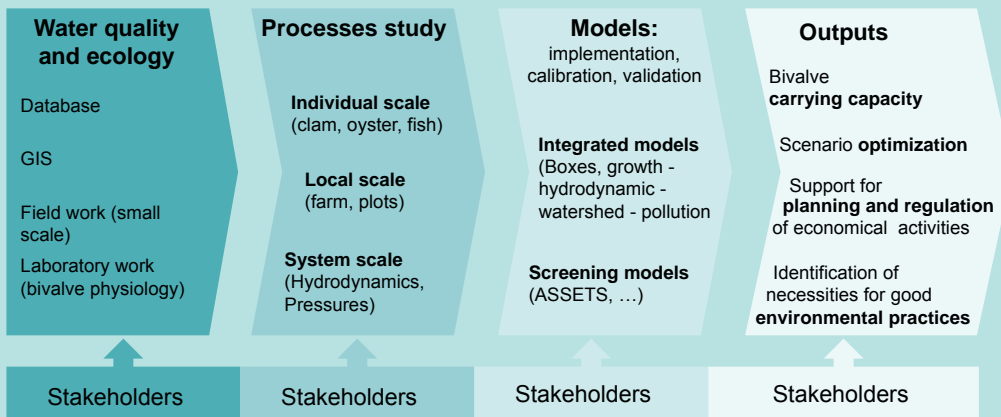 Water quality
and ecology
Database
GIS
Field work (small
scale)
Laboratory work
(bivalve physiology)
Processes study
Individual scale
(clam, oyster, fish)
Local scale
(farm, plots)
System scale
(Hydrodynamics,
Pressures)
Models:
implementation,
calibration, validation
Integrated models
(Boxes, growth -
hydrodynamic -
watershed - pollution
Screening models
(ASSETS, ...)
Outputs
Bivalve
carrying capacity
Scenario optimization
Support for
planning and regulation
of economical activities
Identification of
necessities for good
environmental practices
Stakeholders
Stakeholders
Stakeholders
Stakeholders